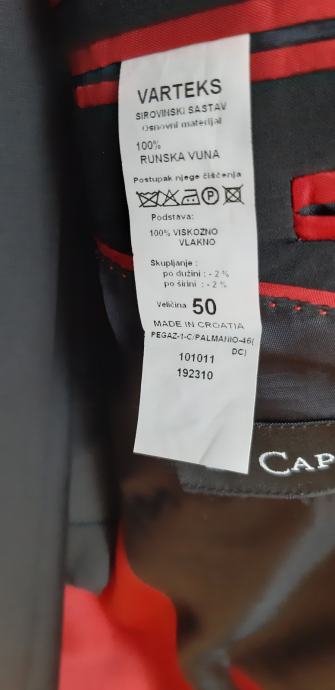 VARTEKS
SIROVINSKI SASTAV
Osnovni materijal
100%
RUNSKA VUNA
Postupak njege čišćenja
P
Podstava:
100% VISKOZNO
VLAKNO
Skupljanje :
po dužini : - 2 %
po širini : - 2 %
Veličina 50
MADE IN CROATIA
PEGAZ-1-C/PALMANIO-46(
DC)
101011
192310
CAP